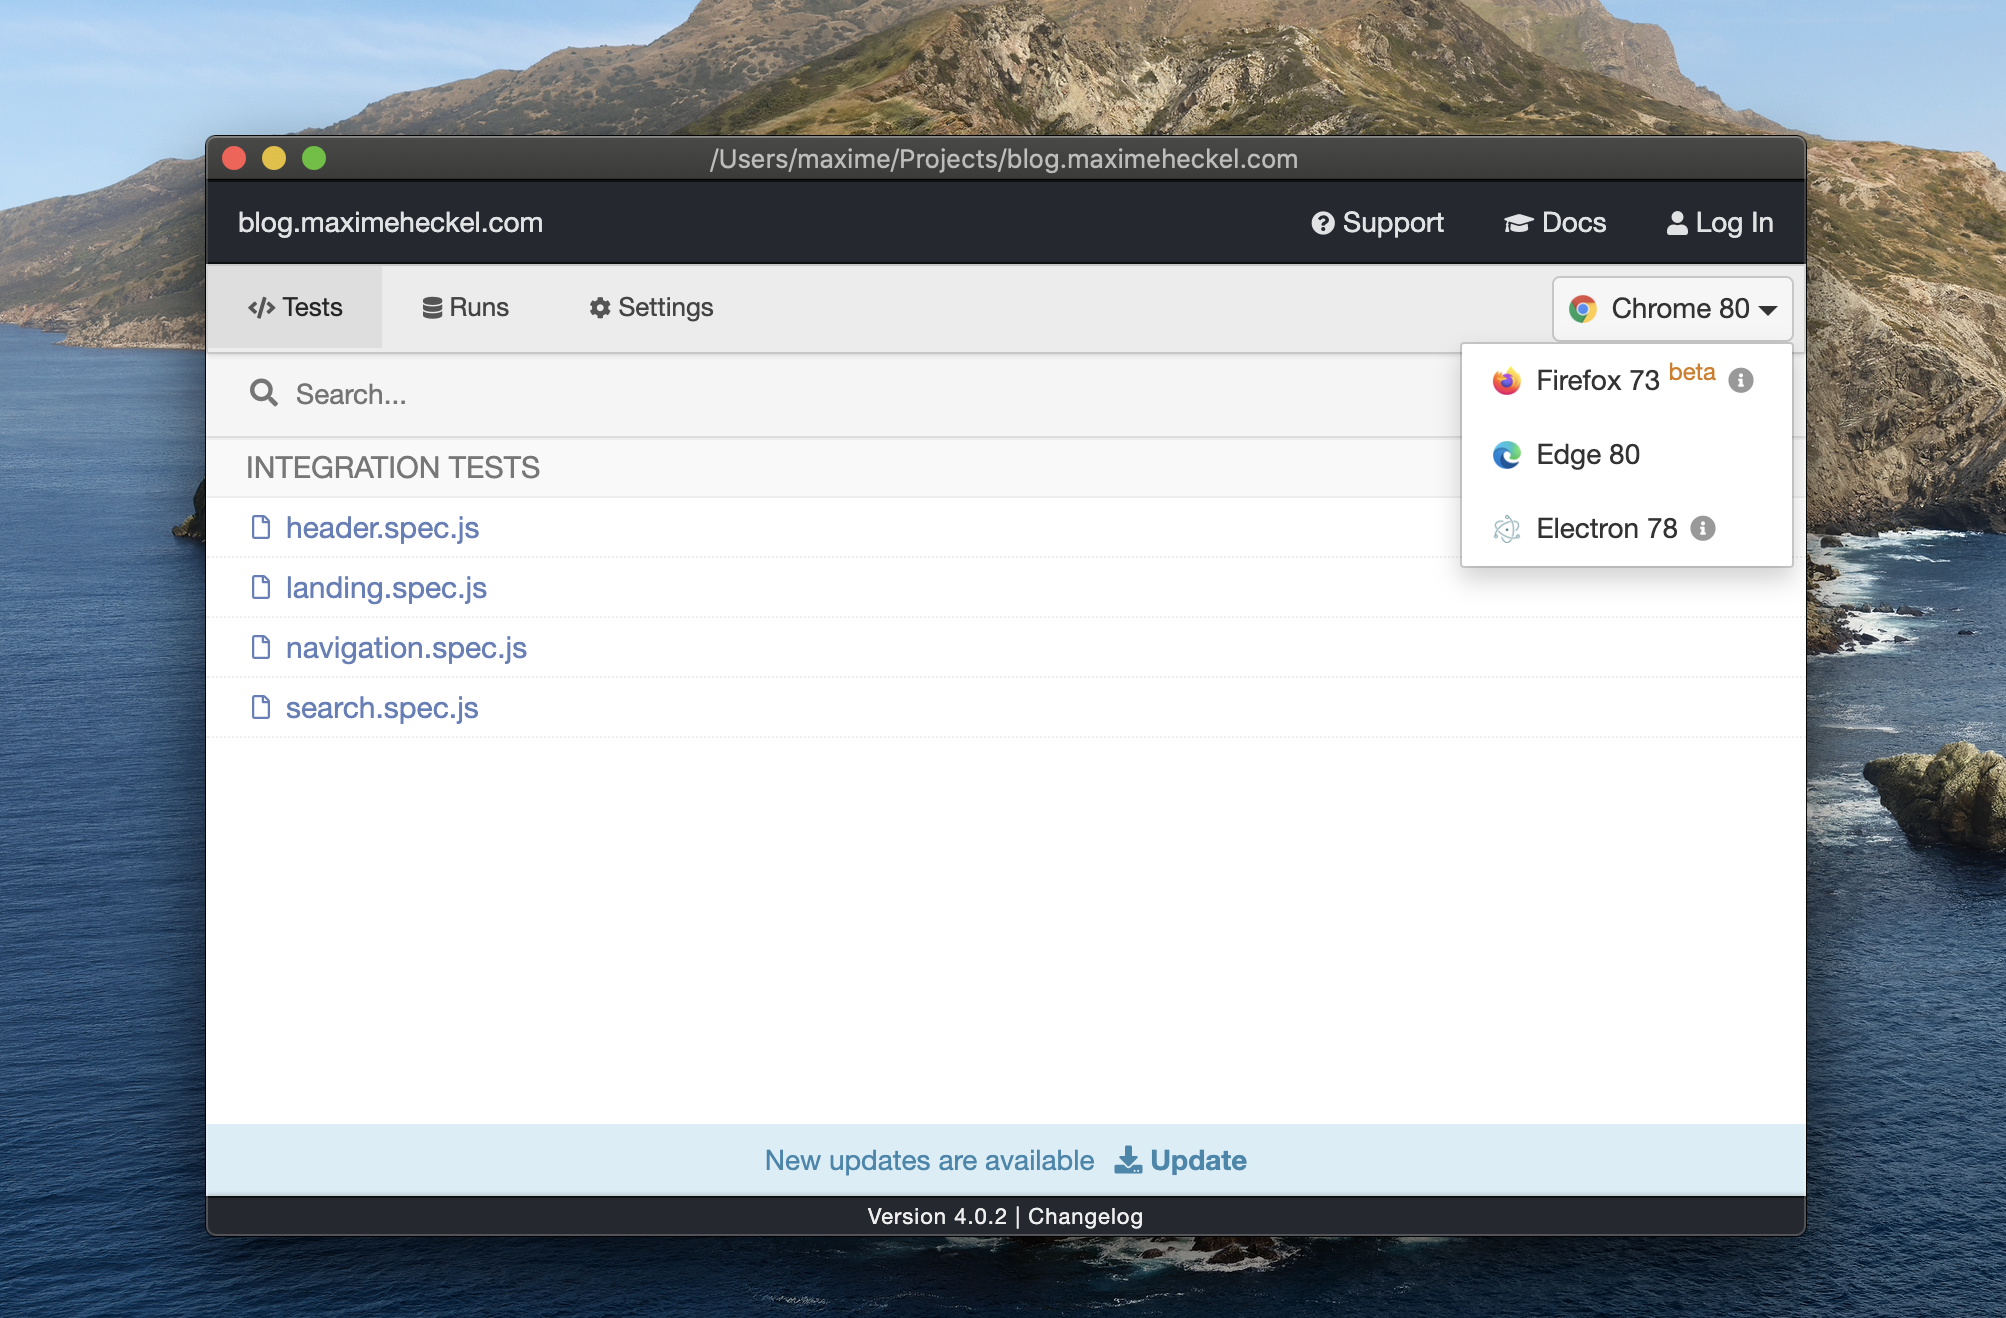 /Users/maxime/Projects/blog.maximeheckel.com
blog.maximeheckel.com Support Docs Log In
Tests Runs Settings Chrome 80
Search...
Firefox 73 beta
Edge 80
Electron 78
INTEGRATION TESTS
header.spec.js
landing.spec.js
navigation.spec.js
search.spec.js
New updates are available Update
Version 4.0.2 | Changelog